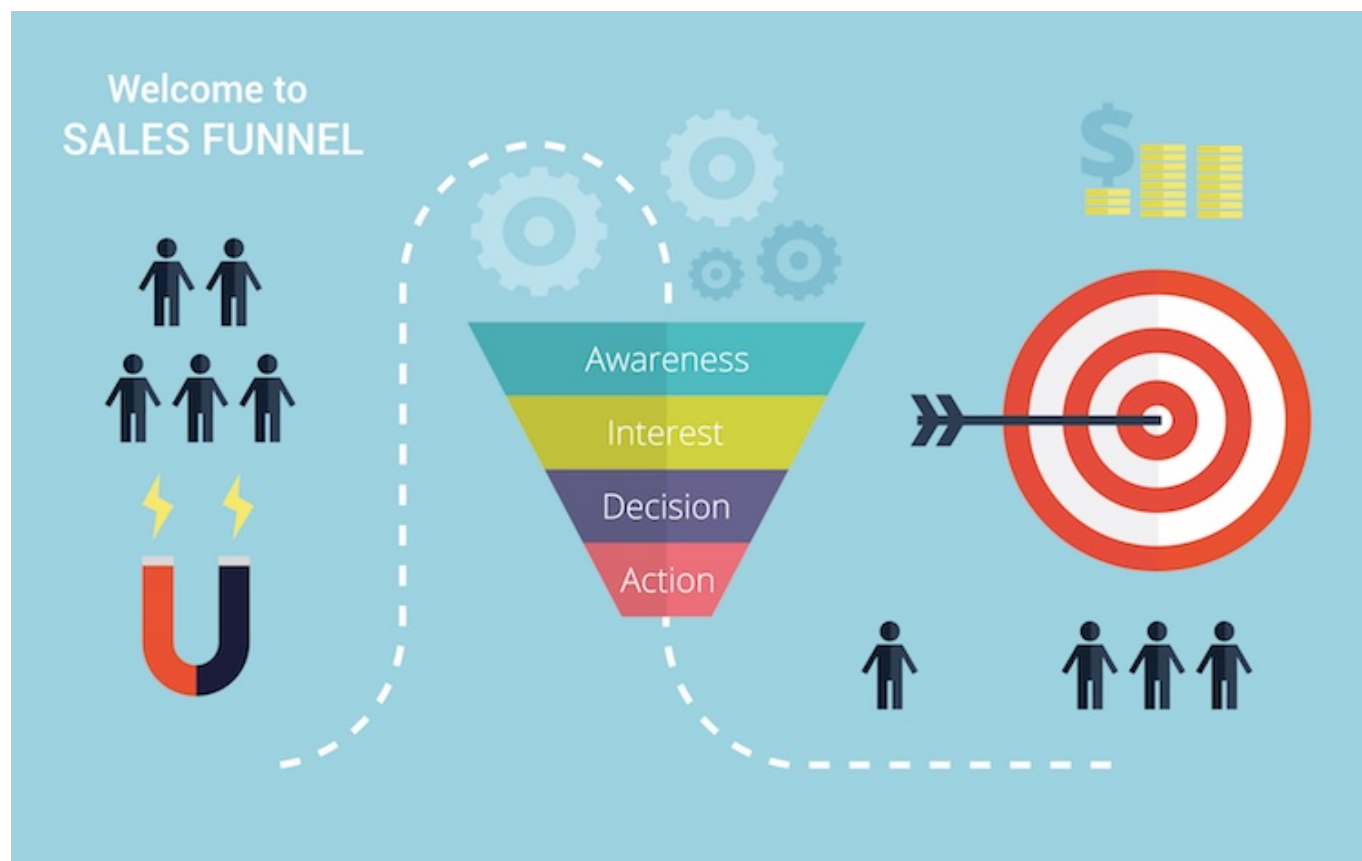 Welcome to
SALES FUNNEL
$
Awareness
Interest
Decision
Action